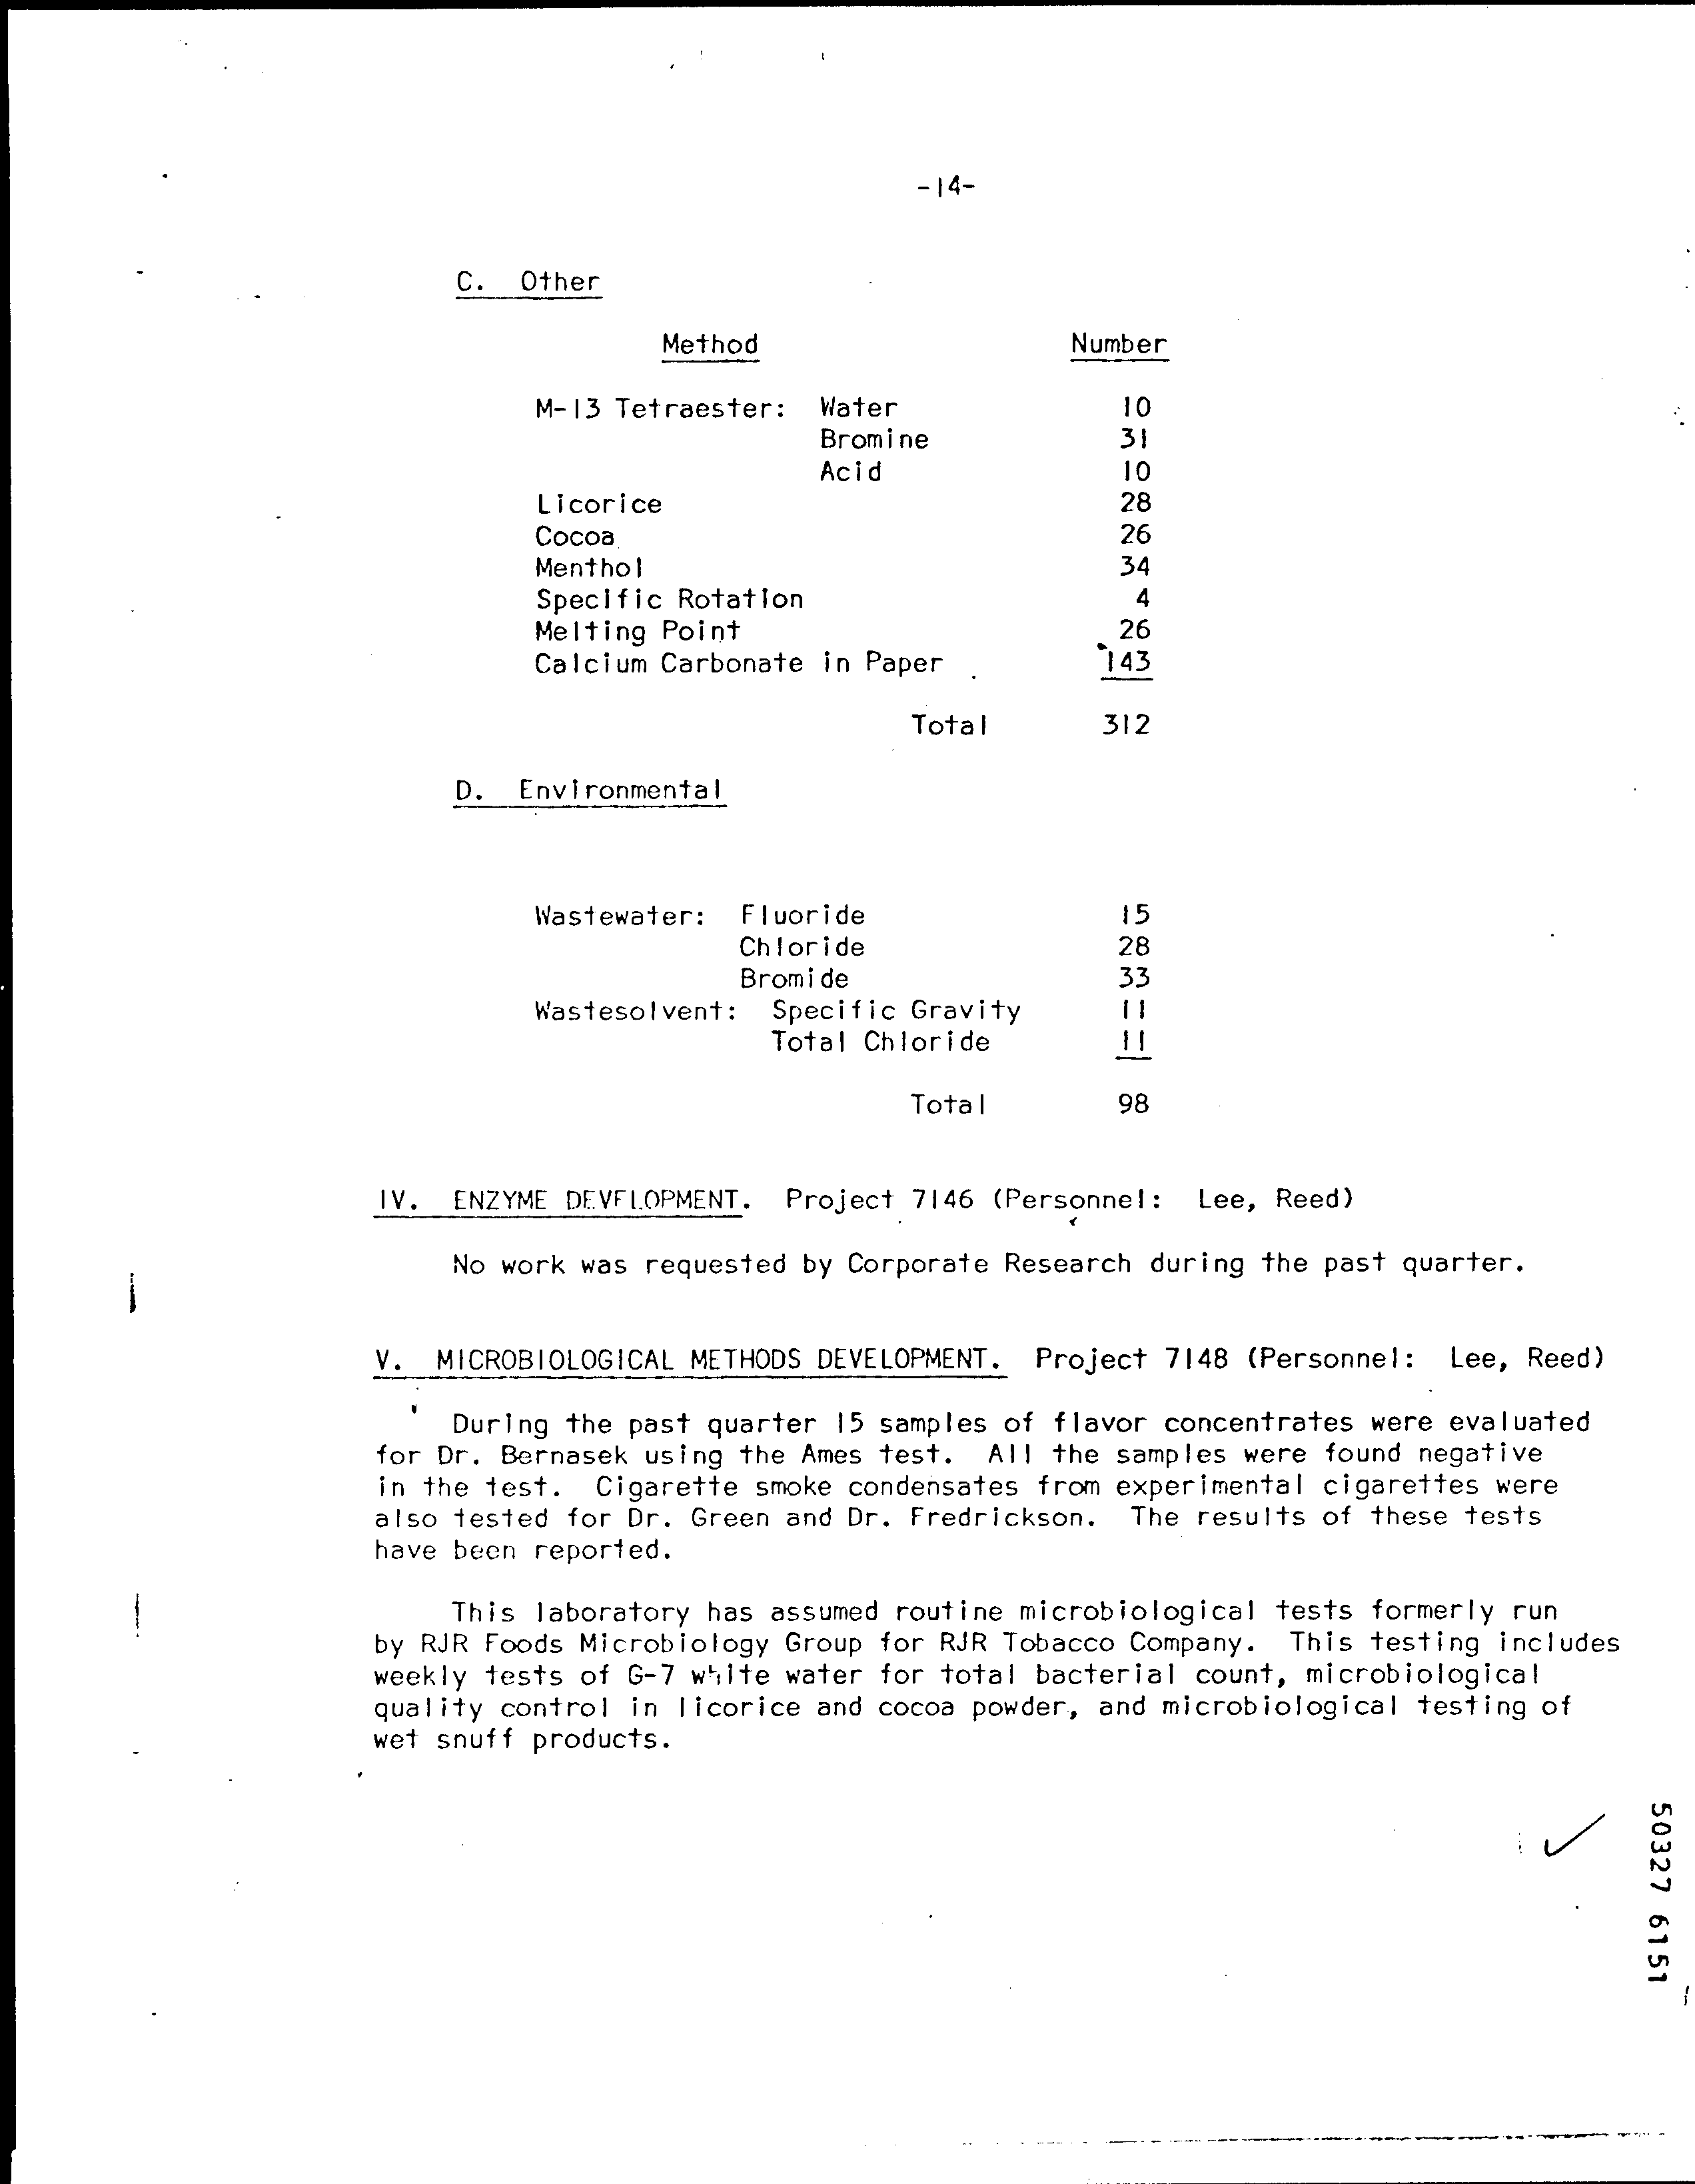 -14-
C. Other
Method Number
M-13 Tetraester: Water 10
Bromine 31
Acid 10
Licorice 28
Cocoa 26
Menthol 34
Specific Rotation 4
Melting Point 26
Calcium Carbonate in Paper 143
Total 312
D. Environmental
Wastewater: Fluoride 15
Chloride 28
Bromide 33
Wastesolvent: Specific Gravity 11
Total Chloride 11
Total 98
IV. ENZYME DEVELOPMENT. Project 7146 (Personnel: Lee, Reed)
No work was requested by Corporate Research during the past quarter.
V. MICROBIOLOGICAL METHODS DEVELOPMENT. Project 7148 (Personnel: Lee, Reed)
During the past quarter 15 samples of flavor concentrates were evaluated
for Dr. Bernasek using the Ames test. All the samples were found negative
in the test. Cigarette smoke condensates from experimental cigarettes were
also tested for Dr. Green and Dr. Fredrickson. The results of these tests
have been reported.
This laboratory has assumed routine microbiological tests formerly run
by RJR Foods Microbiology Group for RJR Tobacco Company. This testing includes
weekly tests of G-7 white water for total bacterial count, microbiological
quality control in licorice and cocoa powder, and microbiological testing of
wet snuff products.
50327 6151